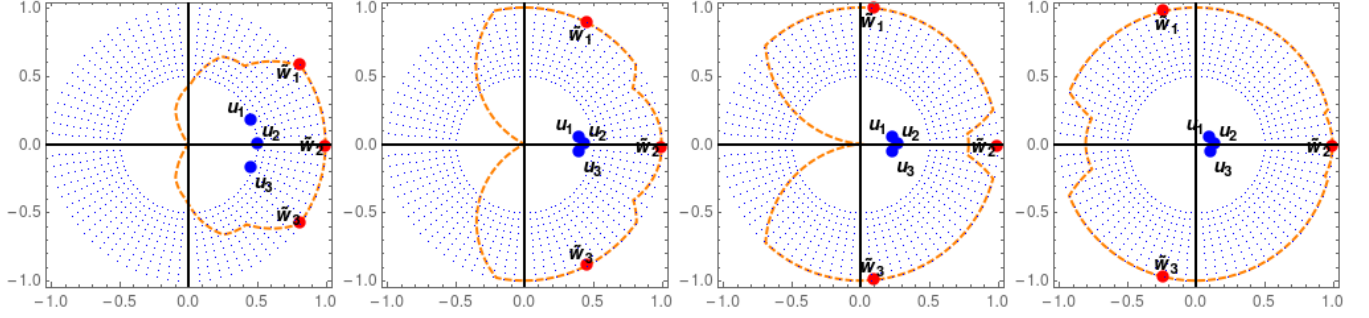 1.0 1.0 1.0 1.0
w̃1 w̃1 w̃1 w̃1
0.5 0.5 0.5 0.5
u1 u1 u1 u1
u2 u2 u2 u2
0.0 w̃2 0.0 w̃2 0.0 w̃2 0.0 w̃2
u3 u3 u3 u3
−0.5 −0.5 −0.5 −0.5
w̃3 w̃3 w̃3 w̃3
−1.0 −1.0 −1.0 −1.0
−1.0 −0.5 0.0 0.5 1.0 −1.0 −0.5 0.0 0.5 1.0 −1.0 −0.5 0.0 0.5 1.0 −1.0 −0.5 0.0 0.5 1.0